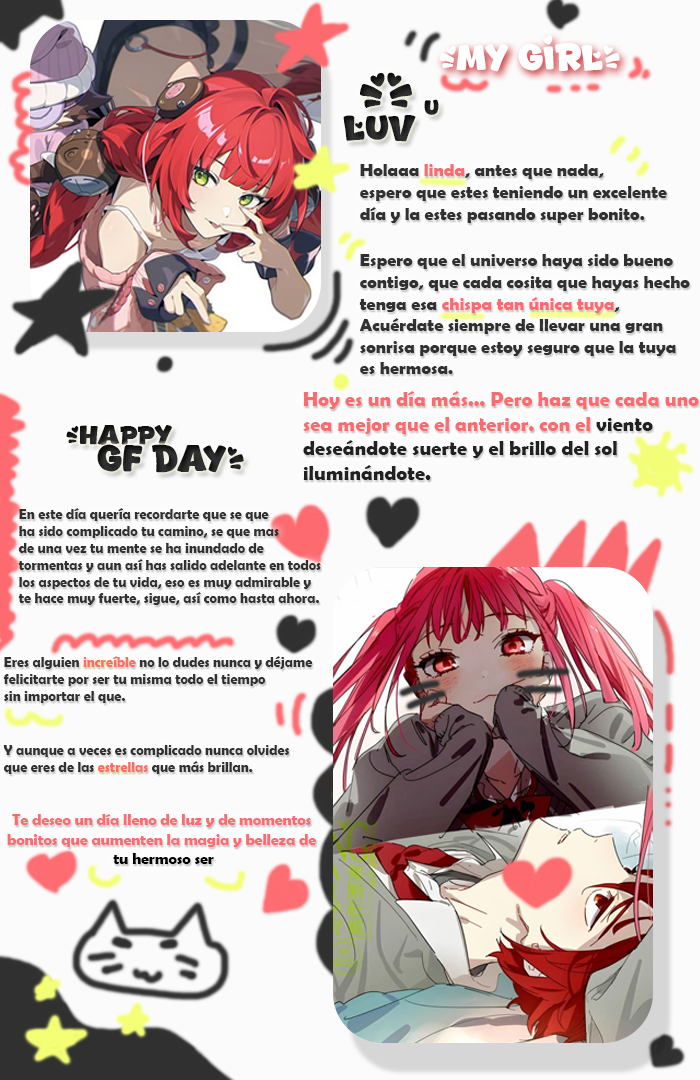 MY GIRL
LUV U
Holaaa linda, antes que nada,
espero que estes teniendo un excelente
día y la estes pasando super bonito.
Espero que el universo haya sido bueno
contigo, que cada cosita que hayas hecho
tenga esa chispa tan única tuya,
Acuérdate siempre de llevar una gran
sonrisa porque estoy seguro que la tuya
es hermosa.
Hoy es un día más... Pero haz que cada uno
sea mejor que el anterior. con el viento
deseándote suerte y el brillo del sol
iluminándote.
HAPPY
GF DAY
En este día quería recordarte que se que
ha sido complicado tu camino, se que mas
de una vez tu mente se ha inundado de
tormentas y aun así has salido adelante en todos
los aspectos de tu vida, eso es muy admirable y
te hace muy fuerte, sigue, así como hasta ahora.
Eres alguien increíble no lo dudes nunca y déjame
felicitarte por ser tu misma todo el tiempo
sin importar el que.
Y aunque a veces es complicado nunca olvides
que eres de las estrellas que más brillan.
Te deseo un día lleno de luz y de momentos
bonitos que aumenten la magia y belleza de
tu hermoso ser